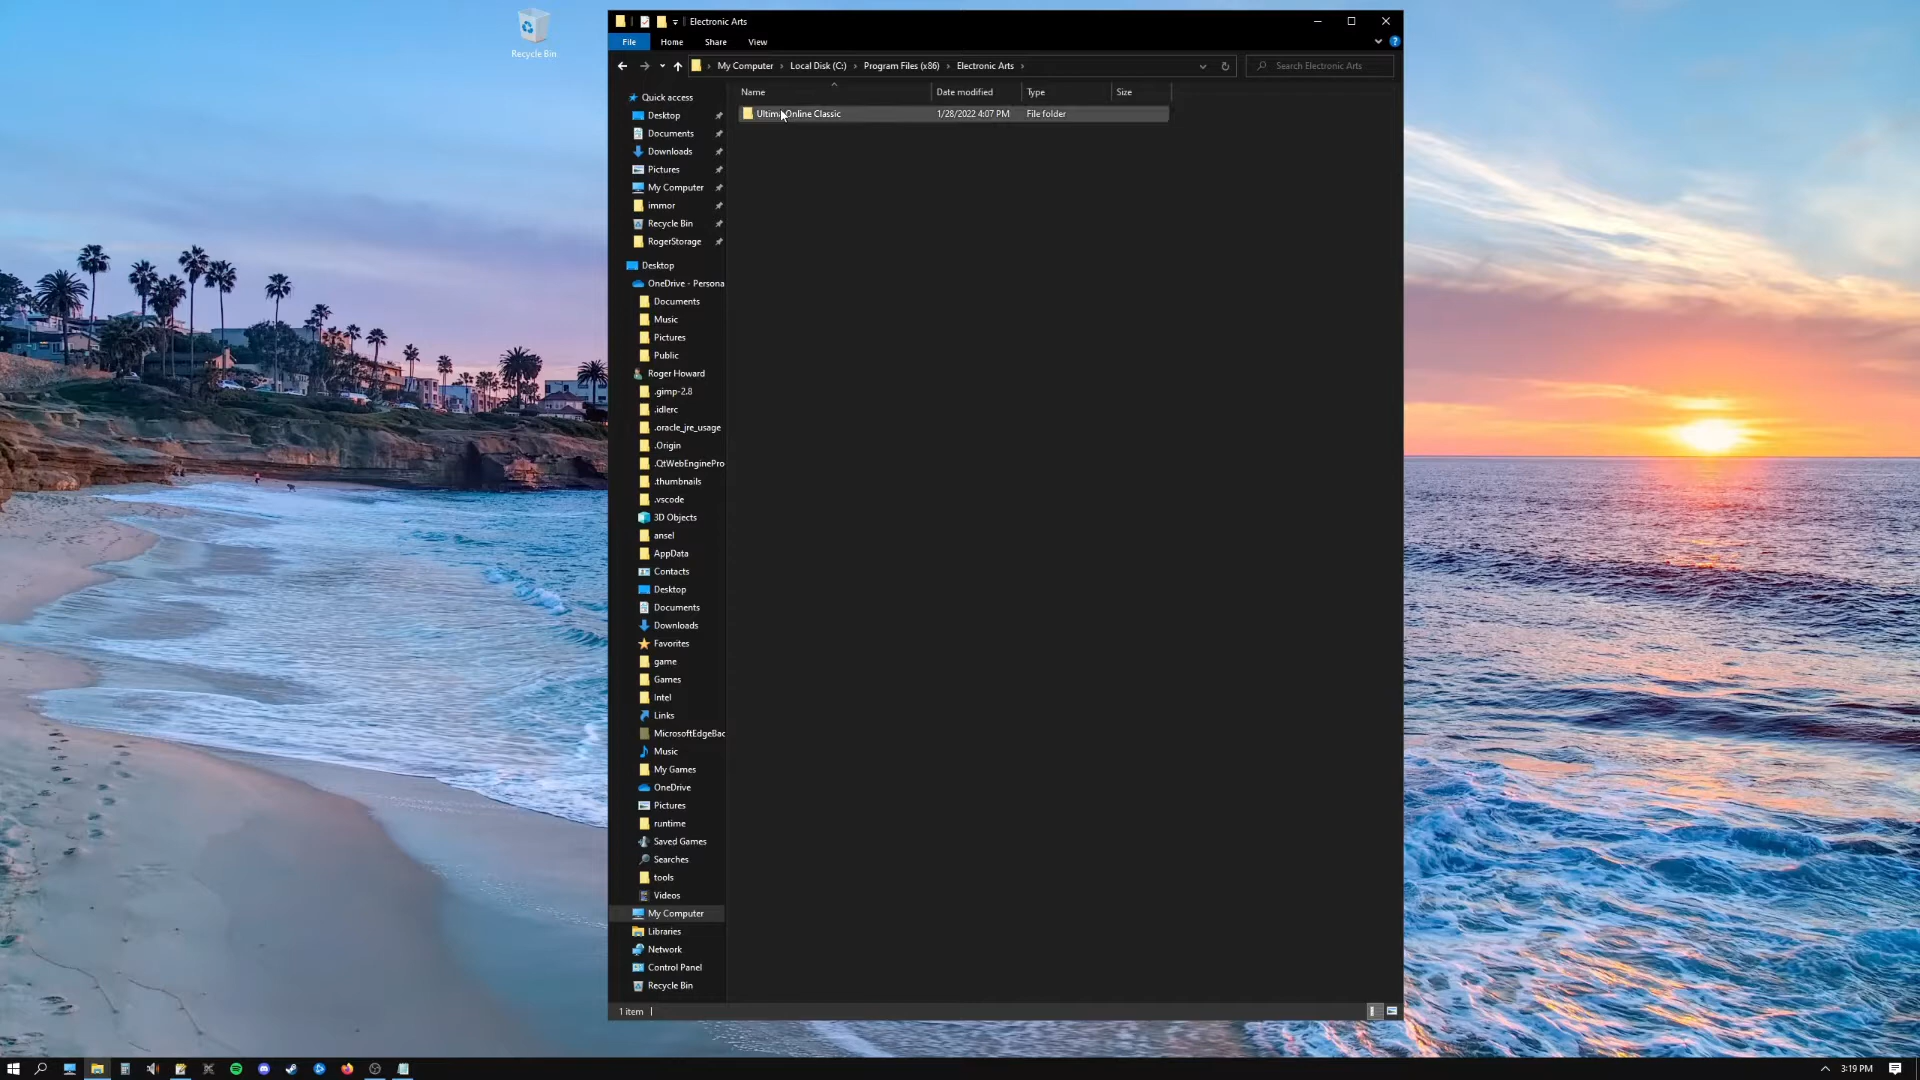 Recycle Bin
Electronic Arts
File
Home
Share
View
My Computer
Local Disk (C:)
Program Files (x86)
Electronic Arts
Search Electronic Arts
Name
Date modified
Type
Size
Online Classic
1/28/2022 4:07 PM
File folder
Quick access
Desktop
Documents
Downloads
Pictures
My Computer
immor
Recycle Bin
RogerStorage
Desktop
OneDrive - Persona
Documents
Music
Pictures
Public
Roger Howard
.gimp-2.8
.idlerc
.oracle_jre_usage
.Origin
.QtWebEnginePro
.thumbnails
.vscode
3D Objects
ansel
AppData
Contacts
Desktop
Documents
Downloads
Favorites
game
Games
Intel
Links
MicrosoftEdgeBac
Music
My Games
OneDrive
Pictures
runtime
Saved Games
Searches
tools
Videos
My Computer
Libraries
Network
Control Panel
Recycle Bin
1 item
3:19 PM